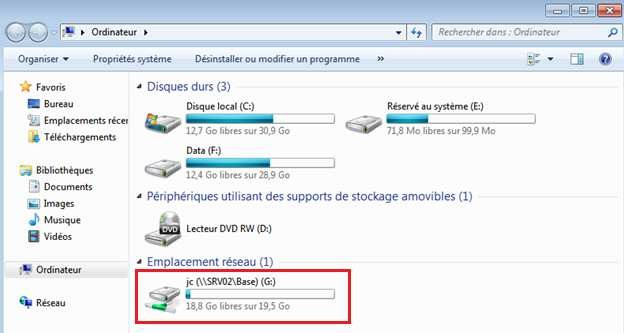 Ordinateur
Rechercher dans : Ordinateur
Organiser
Propriétés système
Désinstaller ou modifier un programme
»
Favoris
Bureau
Emplacements récen
Téléchargements
Bibliothèques
Documents
Images
Musique
Vidéos
Ordinateur
Réseau
Disques durs (3)
Disque local (C:)
12,7 Go libres sur 30,9 Go
Réservé au système (E:)
71,8 Mo libres sur 99,9 Mo
Data (F:)
12,4 Go libres sur 28,9 Go
Périphériques utilisant des supports de stockage amovibles (1)
DVD
Lecteur DVD RW (D:)
Emplacement réseau (1)
jc (\\SRV02\Base) (G:)
18,8 Go libres sur 19,5 Go